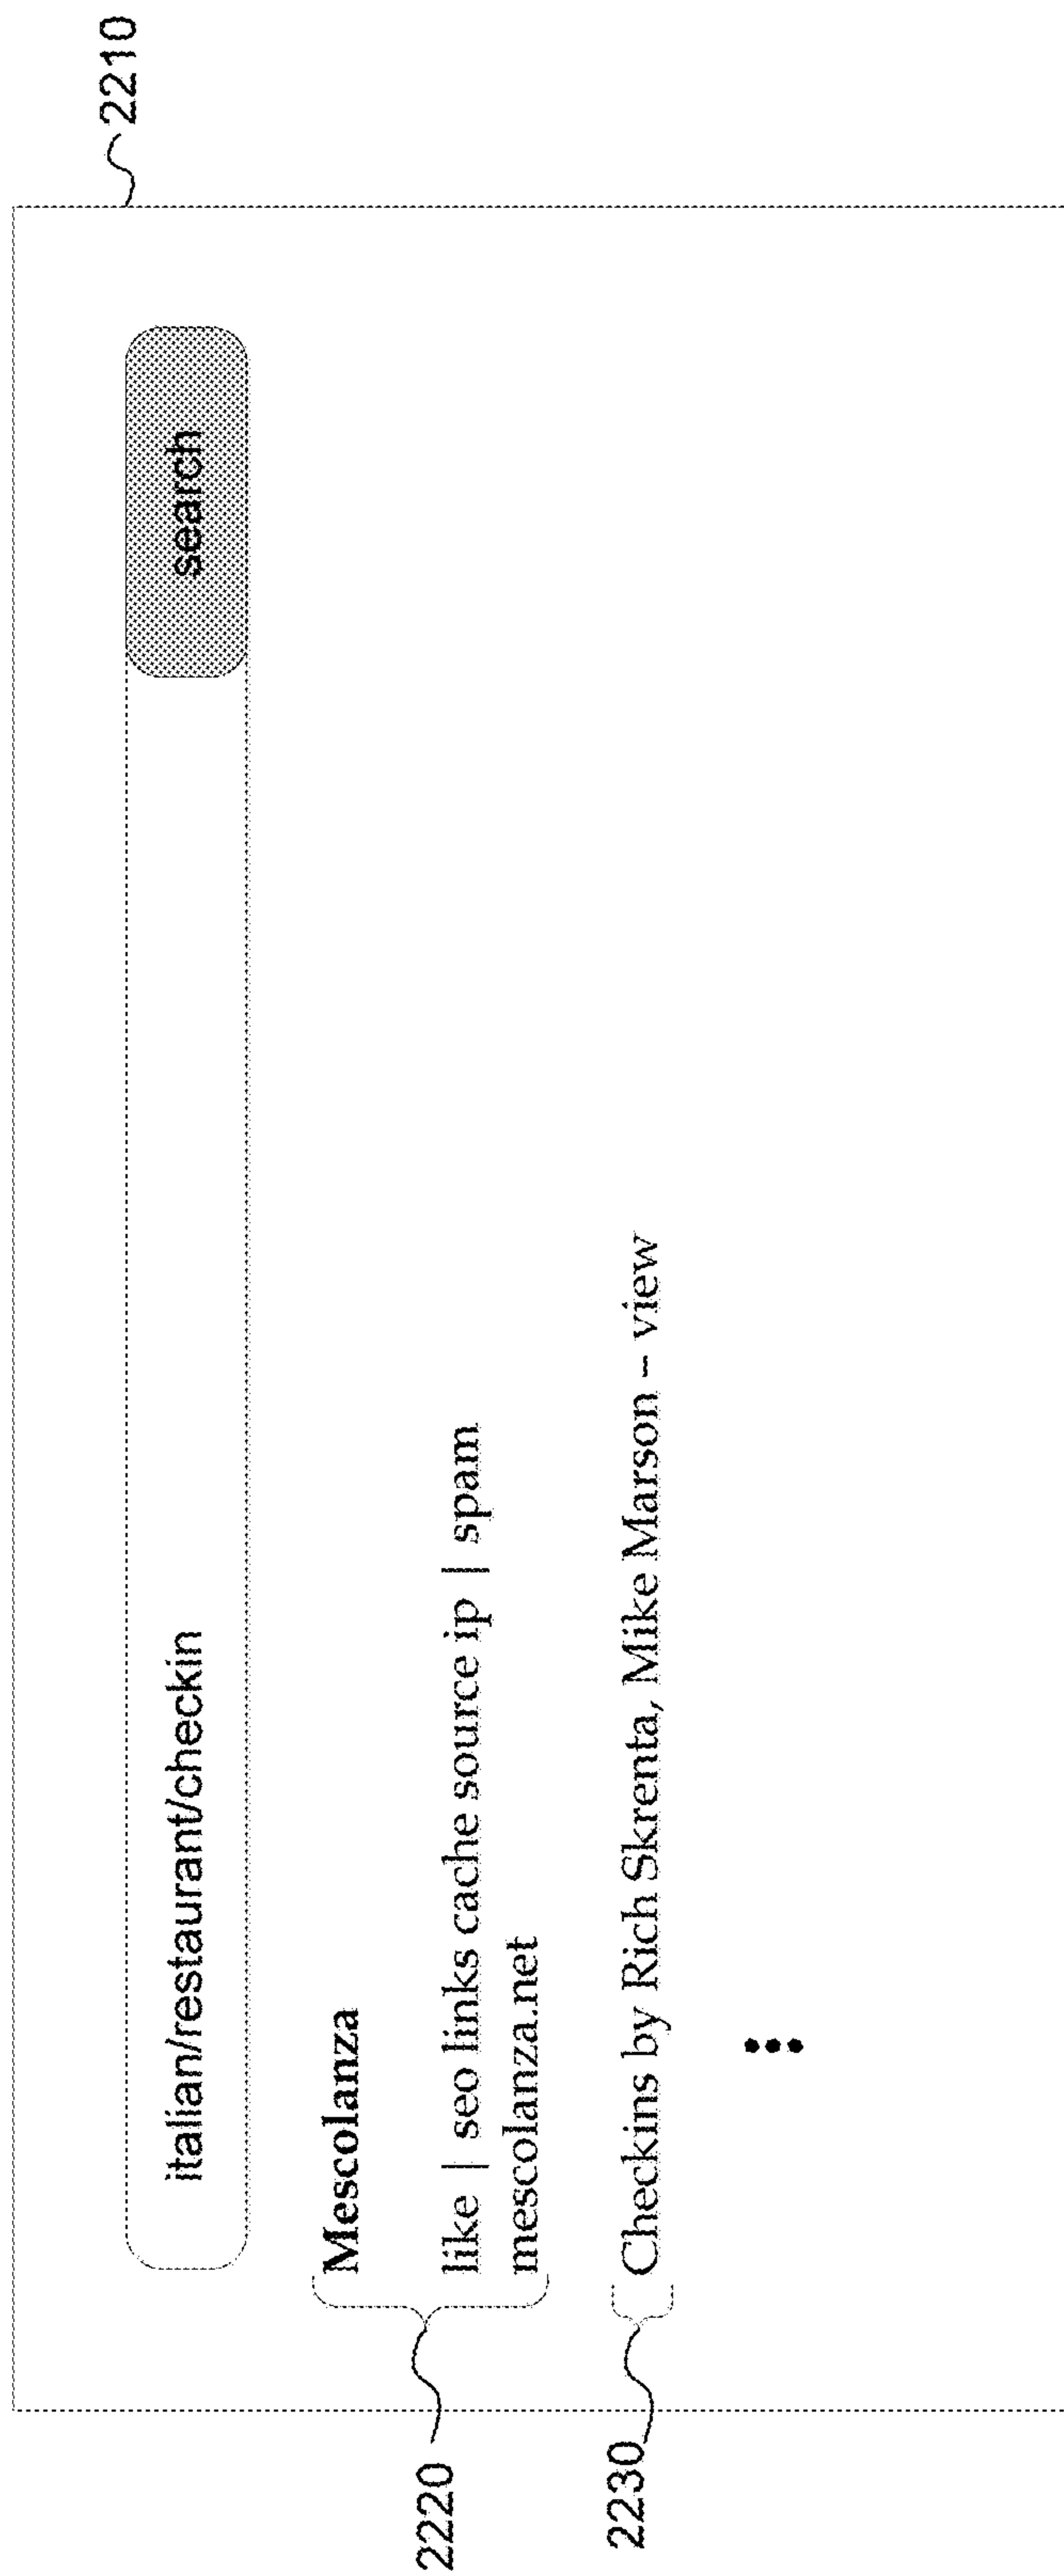 2210
italian/restaurant/checkin search
Mescolanza
2220
like | seo links cache source ip | spam
mescolanza.net
2230
Checkins by Rich Skrenta, Mike Marson – view